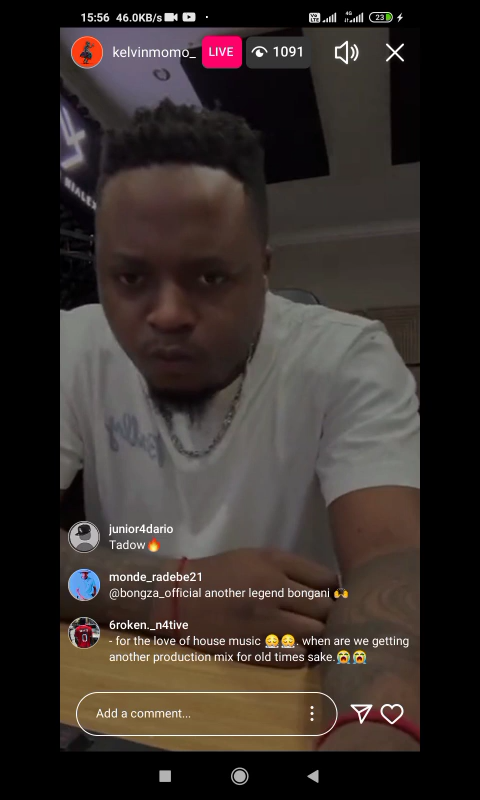 15:56 46.0KB/s
4G
23
kelvinmomo_ LIVE 1091
junior4dario
Tadow🔥
monde_radebe21
@bongza_official another legend bongani 🙌
6roken._n4tive
- for the love of house music 😮‍💨😮‍💨. when are we getting
another production mix for old times sake.😭😭
Add a comment...